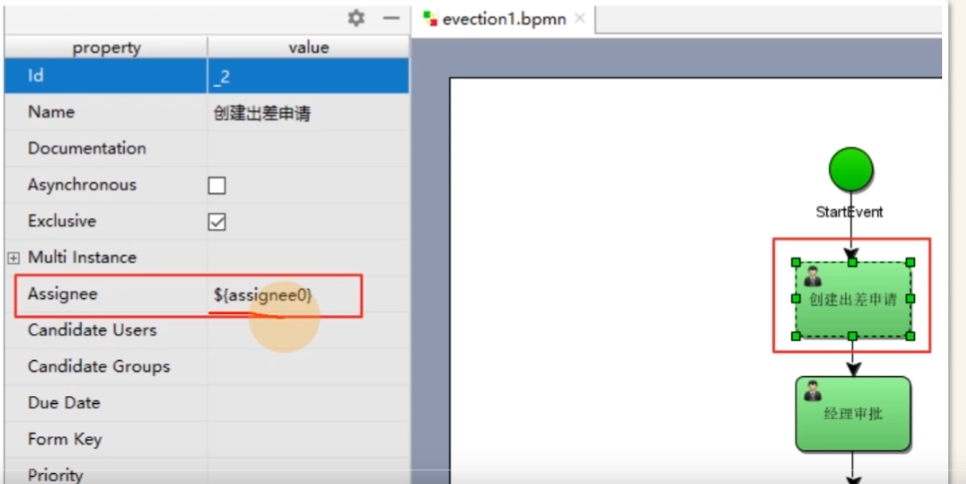 evection1.bpmn
property value
Id _2
Name 创建出差申请
Documentation
Asynchronous
Exclusive
Multi Instance
Assignee ${assignee0}
Candidate Users
Candidate Groups
Due Date
Form Key
Priority
StartEvent
创建出差申请
经理审批